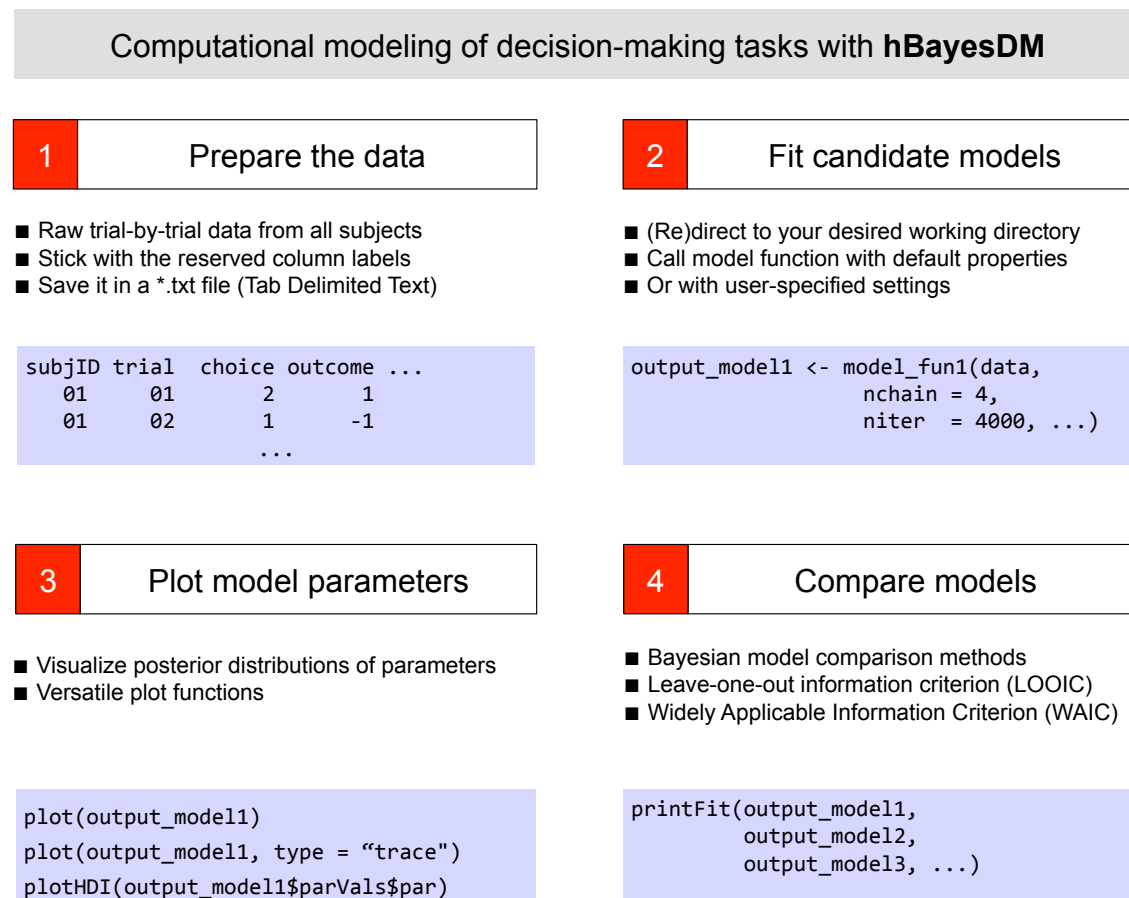 Computational modeling of decision-making tasks with hBayesDM
1 Prepare the data
■ Raw trial-by-trial data from all subjects
■ Stick with the reserved column labels
■ Save it in a *.txt file (Tab Delimited Text)
subjID trial choice outcome ...
01 01 2 1
01 02 1 -1
...
2 Fit candidate models
■ (Re)direct to your desired working directory
■ Call model function with default properties
■ Or with user-specified settings
output_model1 <- model_fun1(data,
nchain = 4,
niter = 4000, ...)
3 Plot model parameters
■ Visualize posterior distributions of parameters
■ Versatile plot functions
plot(output_model1)
plot(output_model1, type = “trace")
plotHDI(output_model1$parVals$par)
4 Compare models
■ Bayesian model comparison methods
■ Leave-one-out information criterion (LOOIC)
■ Widely Applicable Information Criterion (WAIC)
printFit(output_model1,
output_model2,
output_model3, ...)